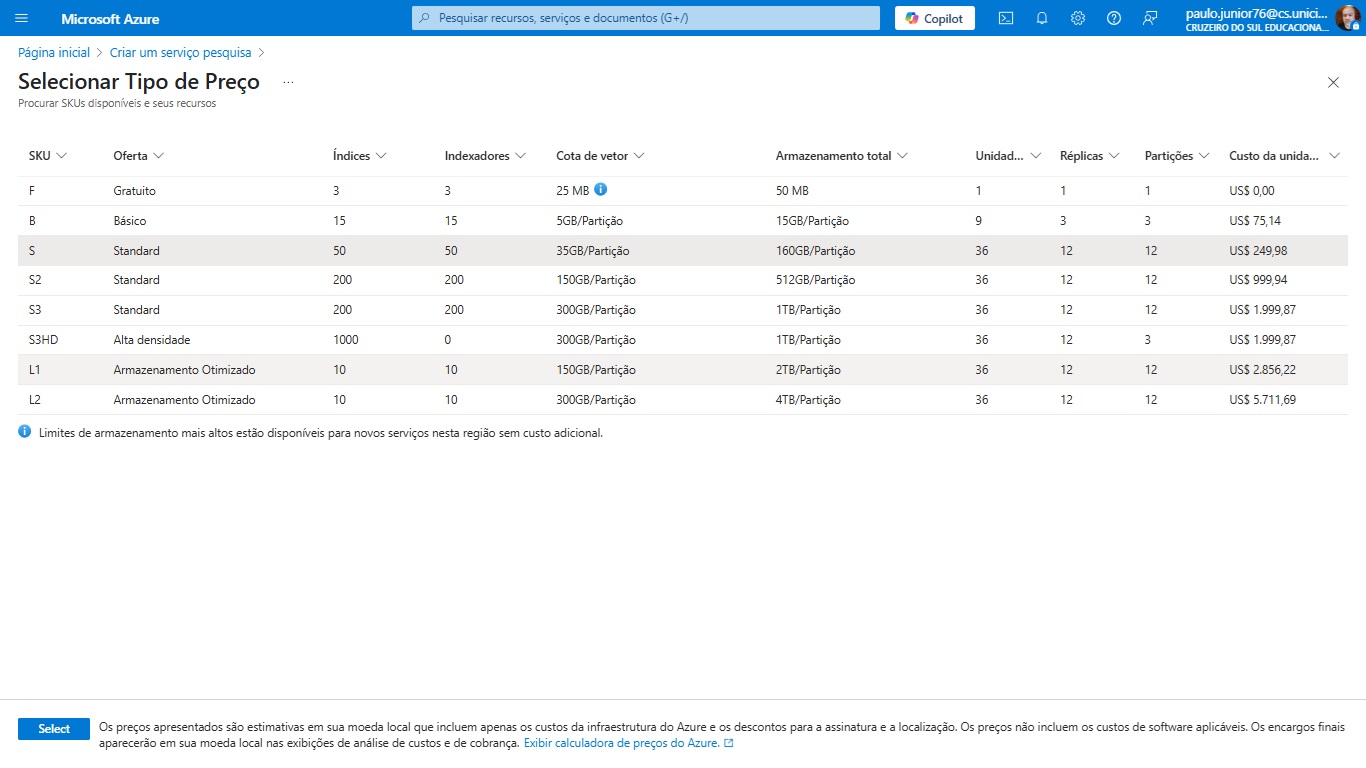 Microsoft Azure
Pesquisar recursos, serviços e documentos (G+/)
Copilot
paulo.junior76@cs.unici...
CRUZEIRO DO SUL EDUCACIONA...
Página inicial > Criar um serviço pesquisa >
Selecionar Tipo de Preço ...
Procurar SKUs disponíveis e seus recursos
SKU Oferta Índices Indexadores Cota de vetor Armazenamento total Unidad... Réplicas Partições Custo da unida...
F Gratuito 3 3 25 MB 50 MB 1 1 1 US$ 0,00
B Básico 15 15 5GB/Partição 15GB/Partição 9 3 3 US$ 75,14
S Standard 50 50 35GB/Partição 160GB/Partição 36 12 12 US$ 249,98
S2 Standard 200 200 150GB/Partição 512GB/Partição 36 12 12 US$ 999,94
S3 Standard 200 200 300GB/Partição 1TB/Partição 36 12 12 US$ 1.999,87
S3HD Alta densidade 1000 0 300GB/Partição 1TB/Partição 36 12 3 US$ 1.999,87
L1 Armazenamento Otimizado 10 10 150GB/Partição 2TB/Partição 36 12 12 US$ 2.856,22
L2 Armazenamento Otimizado 10 10 300GB/Partição 4TB/Partição 36 12 12 US$ 5.711,69
Limites de armazenamento mais altos estão disponíveis para novos serviços nesta região sem custo adicional.
Select
Os preços apresentados são estimativas em sua moeda local que incluem apenas os custos da infraestrutura do Azure e os descontos para a assinatura e a localização. Os preços não incluem os custos de software aplicáveis. Os encargos finais
aparecerão em sua moeda local nas exibições de análise de custos e de cobrança. Exibir calculadora de preços do Azure.